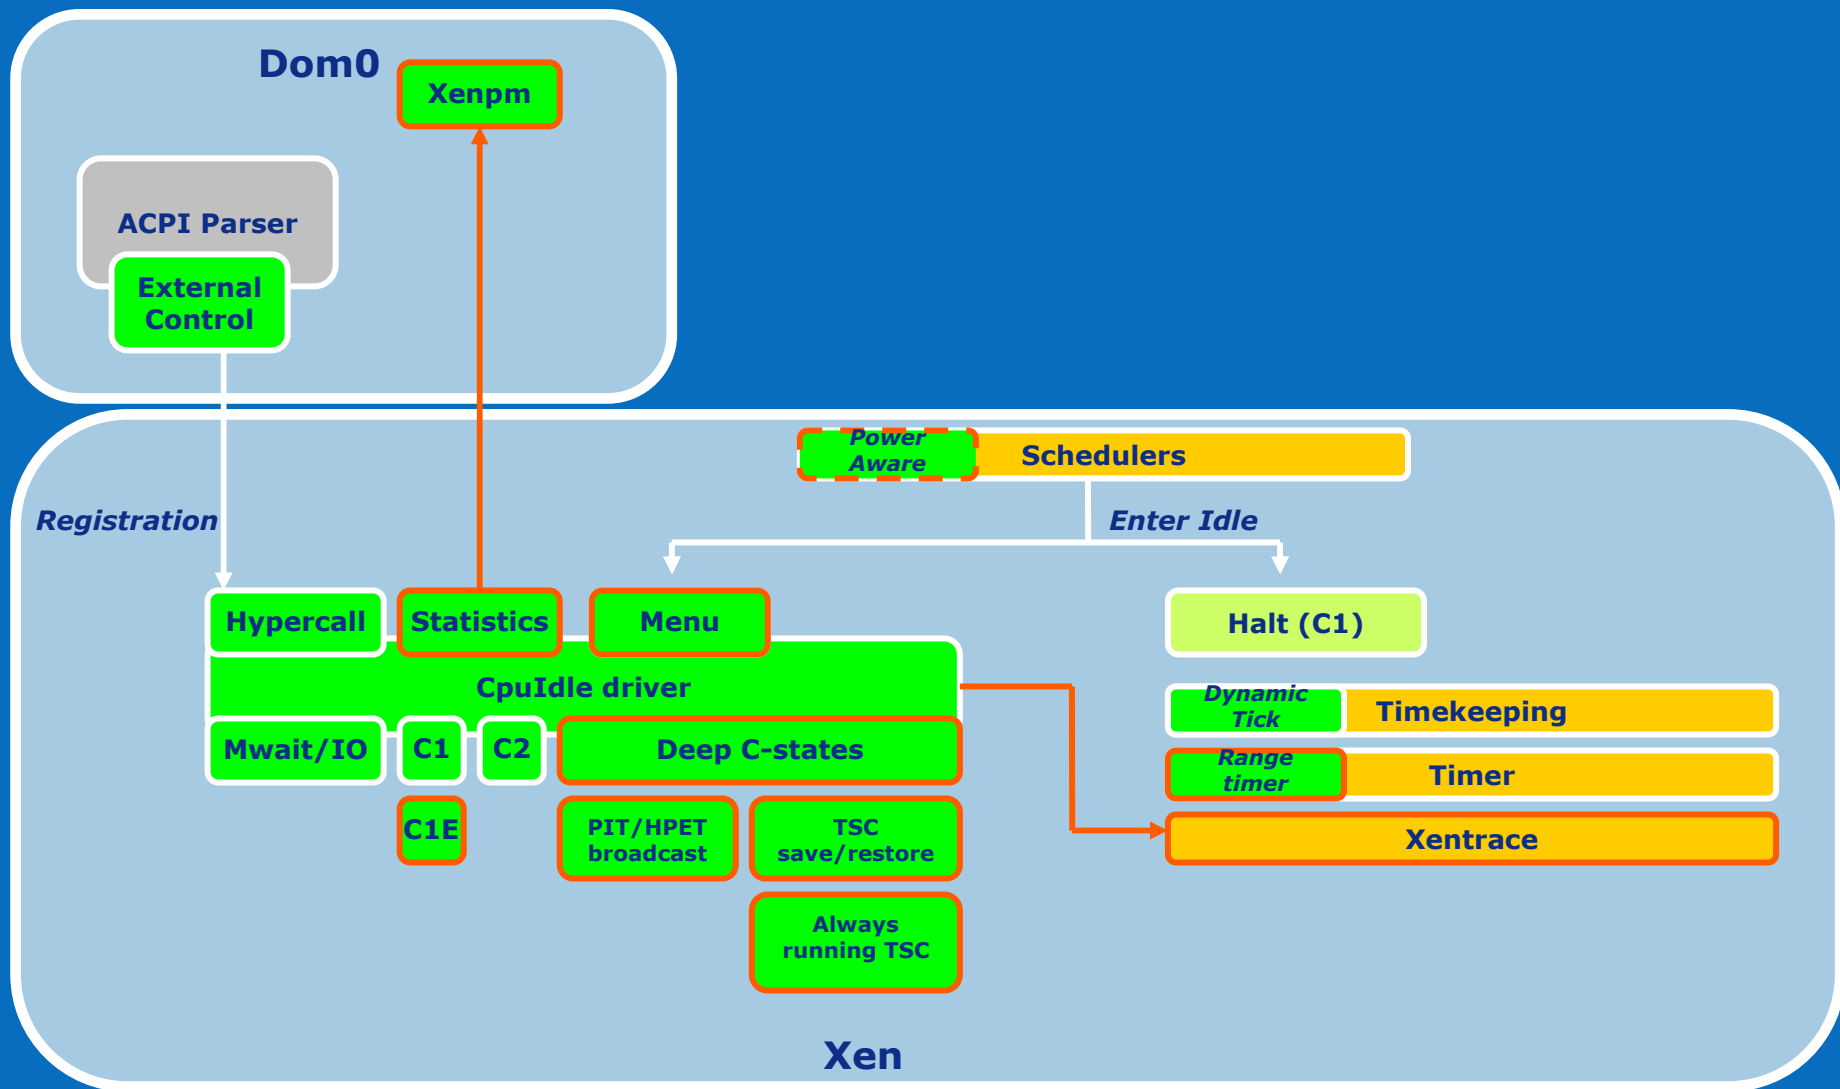 Dom0
Xenpm
ACPI Parser
External
Control
Power
Aware
Schedulers
Registration
Enter Idle
Hypercall
Statistics
Menu
Halt (C1)
CpuIdle driver
Dynamic
Tick
Timekeeping
Mwait/IO
C1
C2
Deep C-states
Range
timer
Timer
C1E
PIT/HPET
broadcast
TSC
save/restore
Xentrace
Always
running TSC
Xen